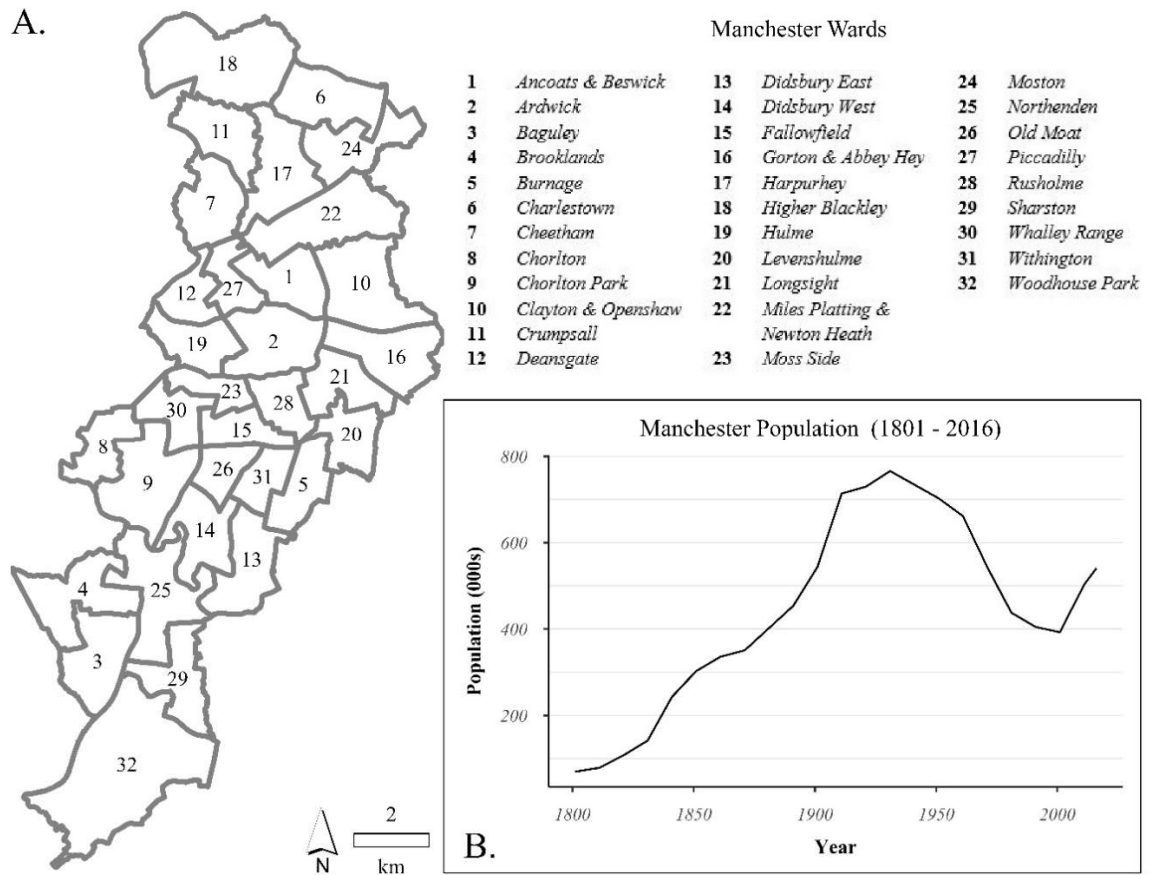 A.
Manchester Wards
1 Ancoats & Beswick
2 Ardwick
3 Baguley
4 Brooklands
5 Burnage
6 Charlestown
7 Cheetham
8 Chorlton
9 Chorlton Park
10 Clayton & Openshaw
11 Crumpsall
12 Deansgate
13 Didsbury East
14 Didsbury West
15 Fallowfield
16 Gorton & Abbey Hey
17 Harpurhey
18 Higher Blackley
19 Hulme
20 Levenshulme
21 Longsight
22 Miles Platting &
Newton Heath
23 Moss Side
24 Moston
25 Northenden
26 Old Moat
27 Piccadilly
28 Rusholme
29 Sharston
30 Whalley Range
31 Withington
32 Woodhouse Park
18
6
11
24
17
7
22
1
10
12
27
19
2
16
21
23
28
30
15
20
8
26
31
9
5
14
13
4
25
3
29
32
2
km
N
B.
Manchester Population (1801 - 2016)
Population (000s)
800
600
400
200
1800
1850
1900
1950
2000
Year